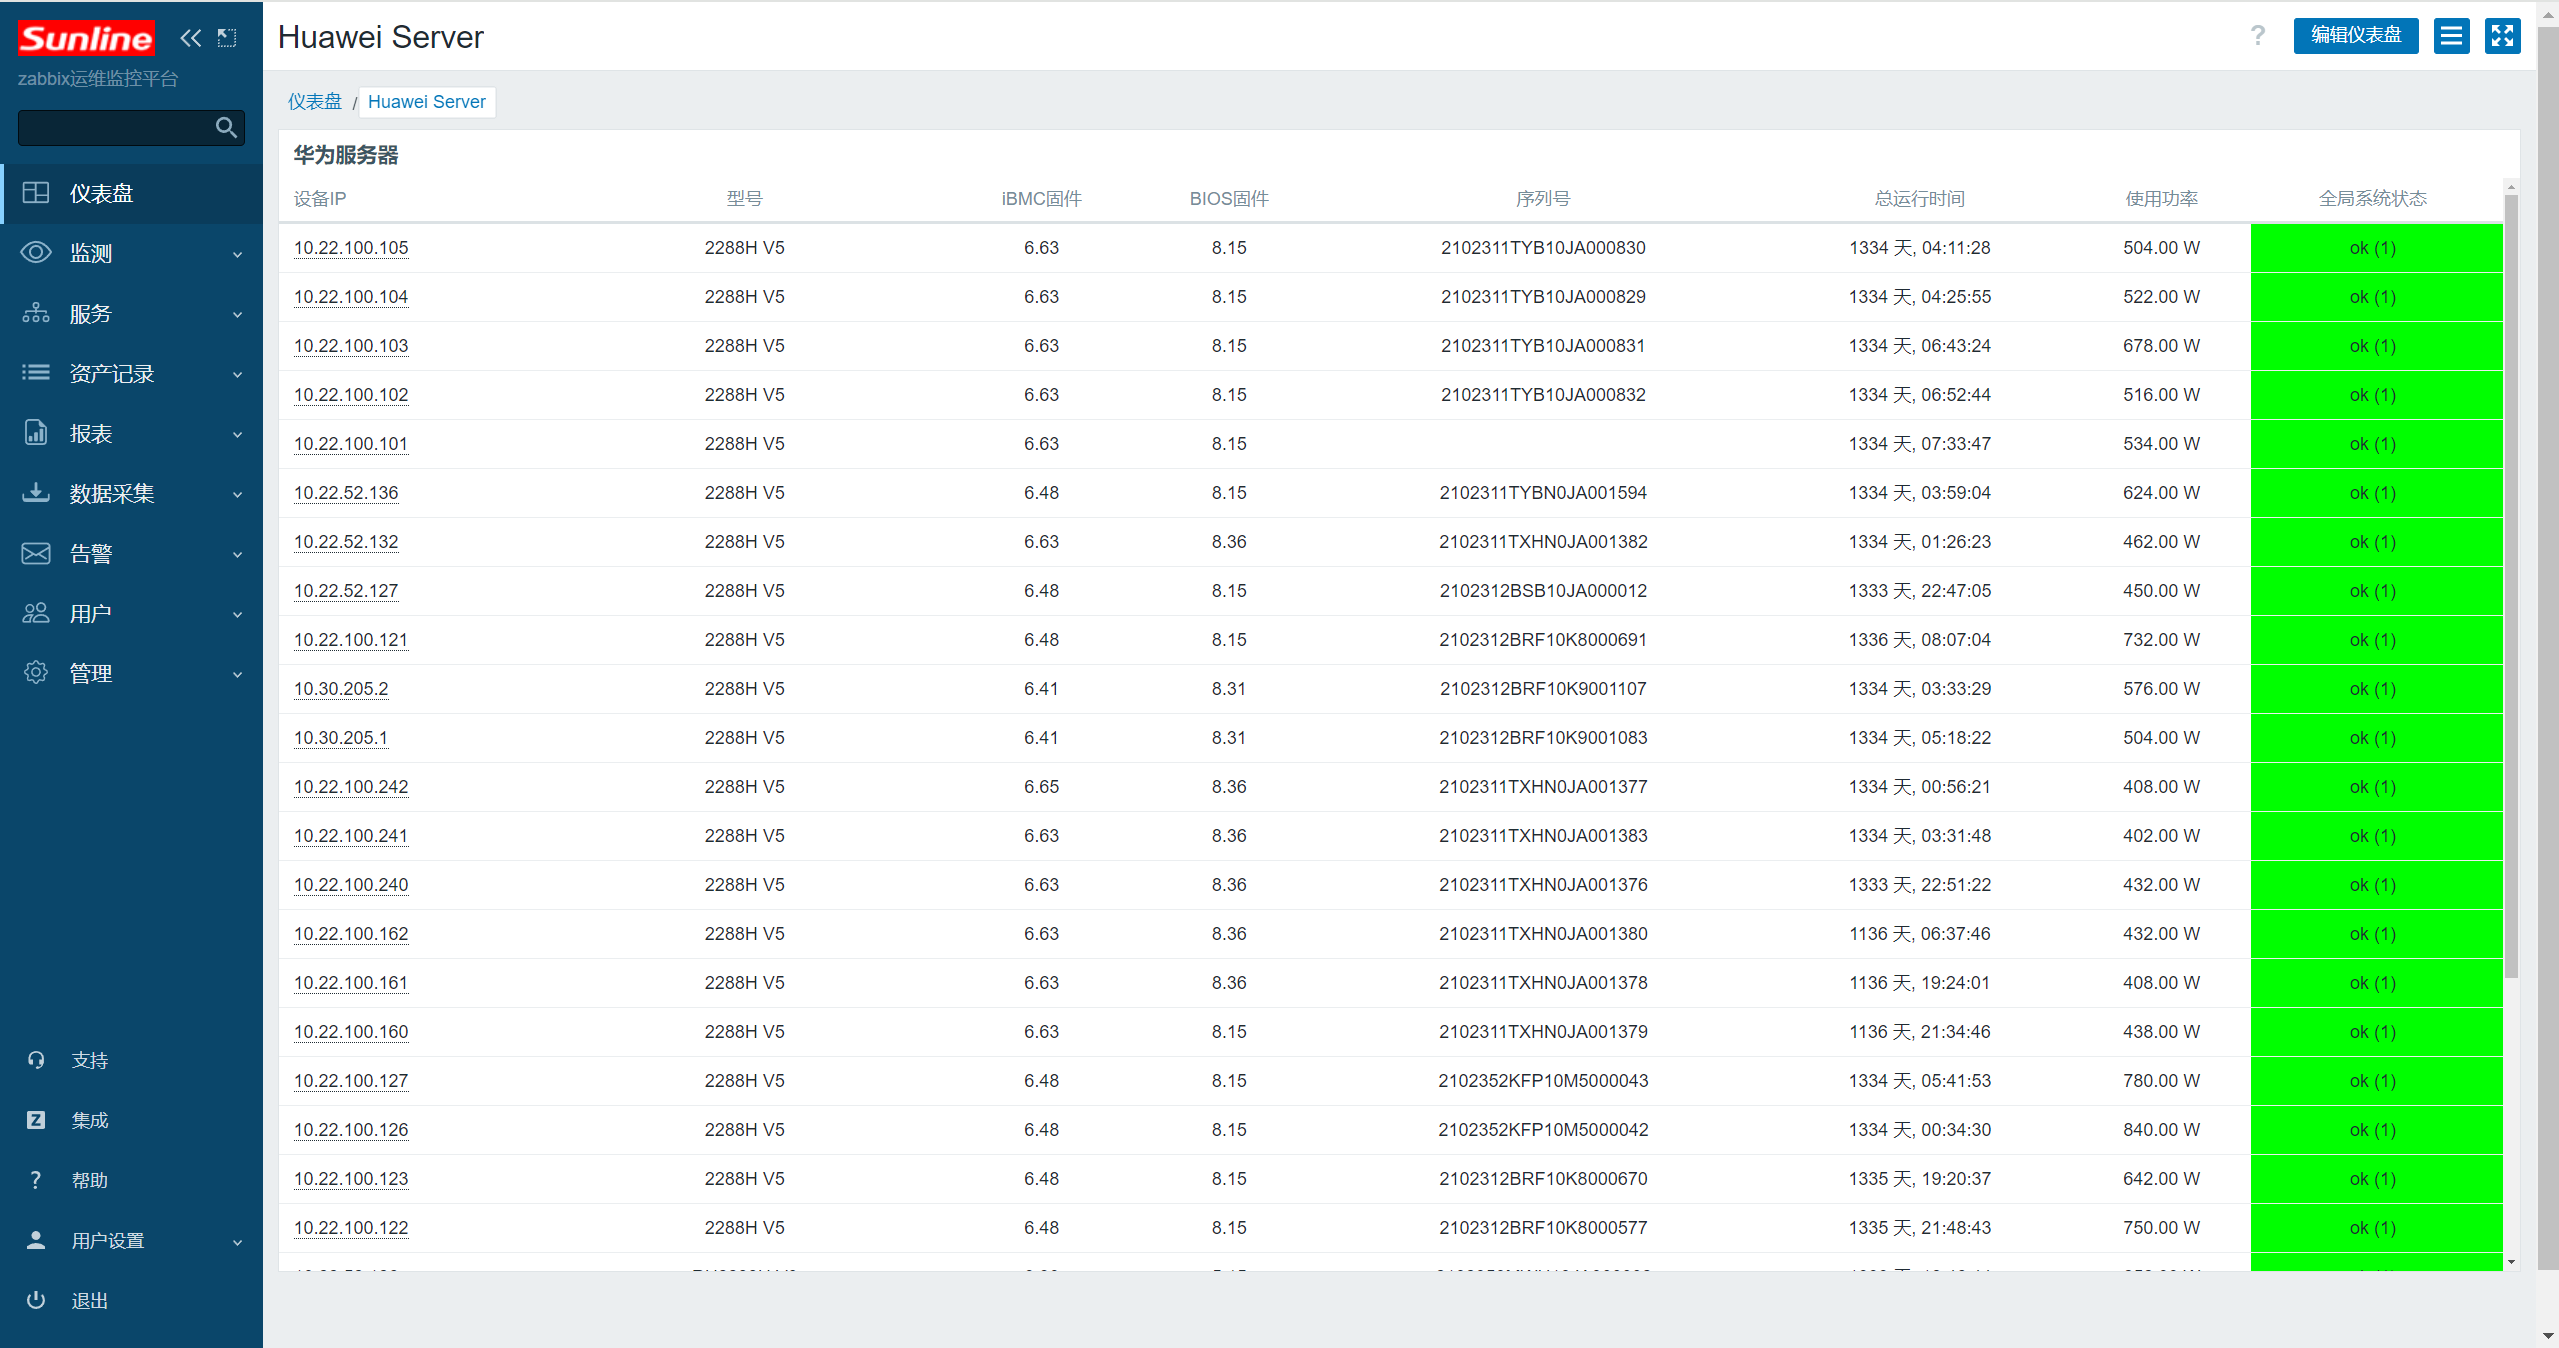 Sunline
zabbix运维监控平台
仪表盘
监测
服务
资产记录
报表
数据采集
告警
用户
管理
支持
Z 集成
? 帮助
用户设置
退出
Huawei Server
? 编辑仪表盘
仪表盘 / Huawei Server
华为服务器
设备IP 型号 iBMC固件 BIOS固件 序列号 总运行时间 使用功率 全局系统状态
10.22.100.105 2288H V5 6.63 8.15 2102311TYB10JA000830 1334 天, 04:11:28 504.00 W ok (1)
10.22.100.104 2288H V5 6.63 8.15 2102311TYB10JA000829 1334 天, 04:25:55 522.00 W ok (1)
10.22.100.103 2288H V5 6.63 8.15 2102311TYB10JA000831 1334 天, 06:43:24 678.00 W ok (1)
10.22.100.102 2288H V5 6.63 8.15 2102311TYB10JA000832 1334 天, 06:52:44 516.00 W ok (1)
10.22.100.101 2288H V5 6.63 8.15 1334 天, 07:33:47 534.00 W ok (1)
10.22.52.136 2288H V5 6.48 8.15 2102311TYBN0JA001594 1334 天, 03:59:04 624.00 W ok (1)
10.22.52.132 2288H V5 6.63 8.36 2102311TXHN0JA001382 1334 天, 01:26:23 462.00 W ok (1)
10.22.52.127 2288H V5 6.48 8.15 2102312BSB10JA000012 1333 天, 22:47:05 450.00 W ok (1)
10.22.100.121 2288H V5 6.48 8.15 2102312BRF10K8000691 1336 天, 08:07:04 732.00 W ok (1)
10.30.205.2 2288H V5 6.41 8.31 2102312BRF10K9001107 1334 天, 03:33:29 576.00 W ok (1)
10.30.205.1 2288H V5 6.41 8.31 2102312BRF10K9001083 1334 天, 05:18:22 504.00 W ok (1)
10.22.100.242 2288H V5 6.65 8.36 2102311TXHN0JA001377 1334 天, 00:56:21 408.00 W ok (1)
10.22.100.241 2288H V5 6.63 8.36 2102311TXHN0JA001383 1334 天, 03:31:48 402.00 W ok (1)
10.22.100.240 2288H V5 6.63 8.36 2102311TXHN0JA001376 1333 天, 22:51:22 432.00 W ok (1)
10.22.100.162 2288H V5 6.63 8.36 2102311TXHN0JA001380 1136 天, 06:37:46 432.00 W ok (1)
10.22.100.161 2288H V5 6.63 8.36 2102311TXHN0JA001378 1136 天, 19:24:01 408.00 W ok (1)
10.22.100.160 2288H V5 6.63 8.15 2102311TXHN0JA001379 1136 天, 21:34:46 438.00 W ok (1)
10.22.100.127 2288H V5 6.48 8.15 2102352KFP10M5000043 1334 天, 05:41:53 780.00 W ok (1)
10.22.100.126 2288H V5 6.48 8.15 2102352KFP10M5000042 1334 天, 00:34:30 840.00 W ok (1)
10.22.100.123 2288H V5 6.48 8.15 2102312BRF10K8000670 1335 天, 19:20:37 642.00 W ok (1)
10.22.100.122 2288H V5 6.48 8.15 2102312BRF10K8000577 1335 天, 21:48:43 750.00 W ok (1)